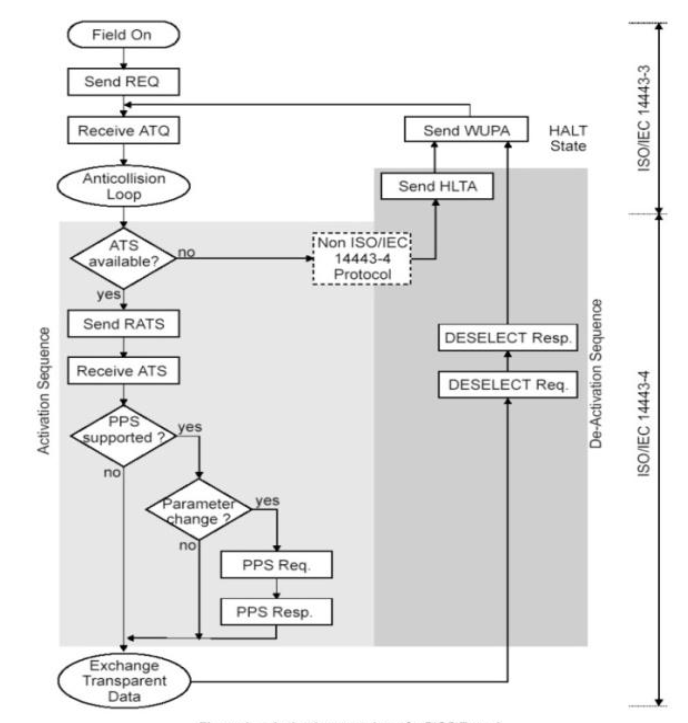 Field On
Send REQ
Receive ATQ
Anticollision
Loop
ATS
available?
no
yes
Non ISO/IEC
14443-4
Protocol
Send HLTA
Send WUPA
HALT
State
Send RATS
Receive ATS
PPS
supported ?
yes
no
Parameter
change ?
yes
no
PPS Req.
PPS Resp.
Exchange
Transparent
Data
DESELECT Resp.
DESELECT Req.
Activation Sequence
De-Activation Sequence
ISO/IEC 14443-3
ISO/IEC 14443-4